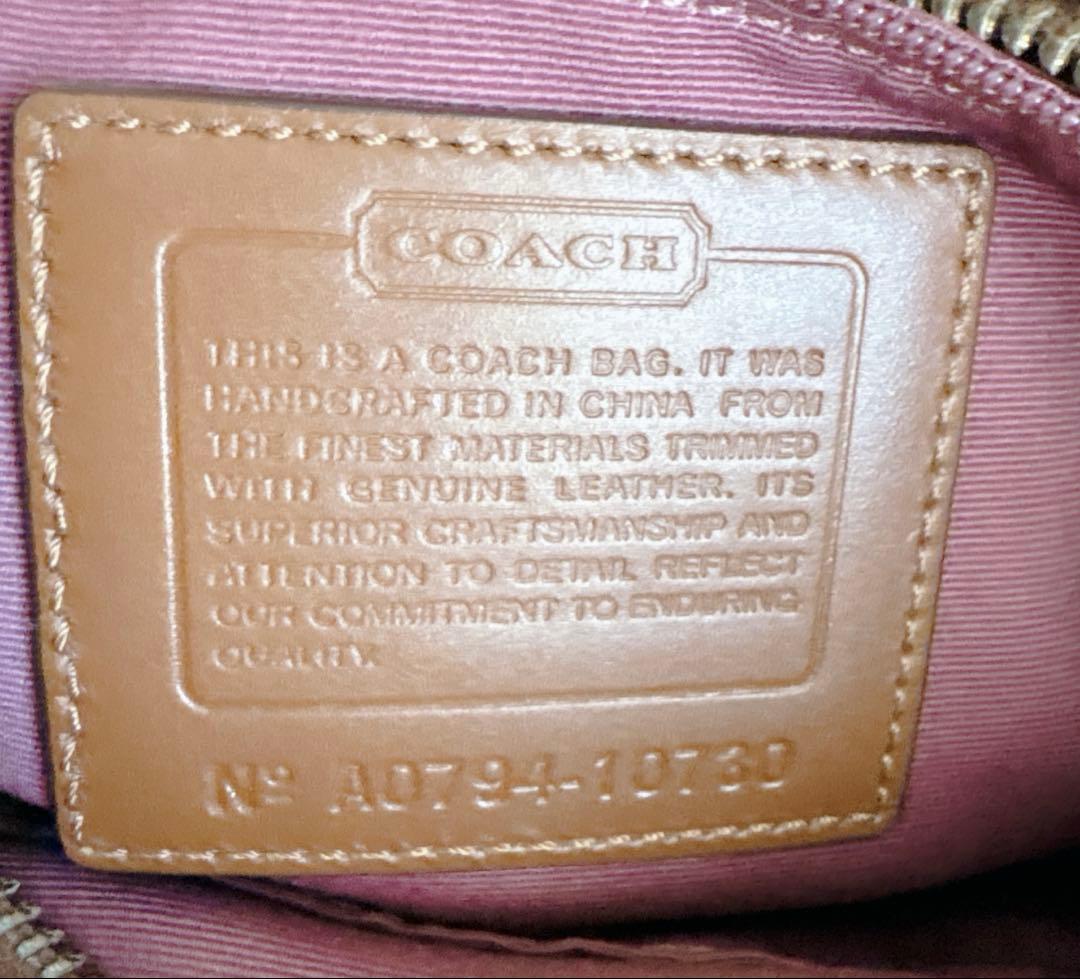 COACH
THIS IS A COACH BAG. IT WAS
HANDCRAFTED IN CHINA FROM
THE FINEST MATERIALS TRIMMED
WITH GENUINE LEATHER. ITS
SUPERIOR CRAFTSMANSHIP AND
ATTENTION TO DETAIL REFLECT
OUR COMMITMENT TO ENDURING
QUALITY.
Nº A0794-10730